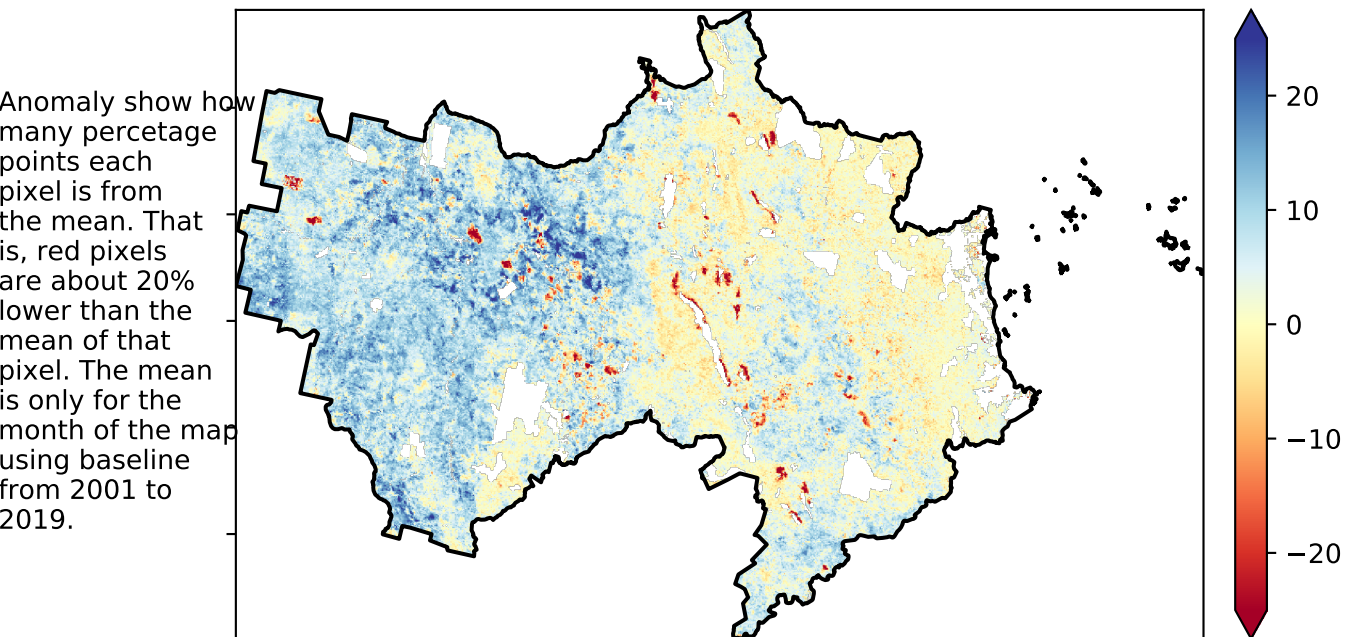 Anomaly show how
many percetage
points each
pixel is from
the mean. That
is, red pixels
are about 20%
lower than the
mean of that
pixel. The mean
is only for the
month of the map
using baseline
from 2001 to
2019.
20
10
0
−10
−20